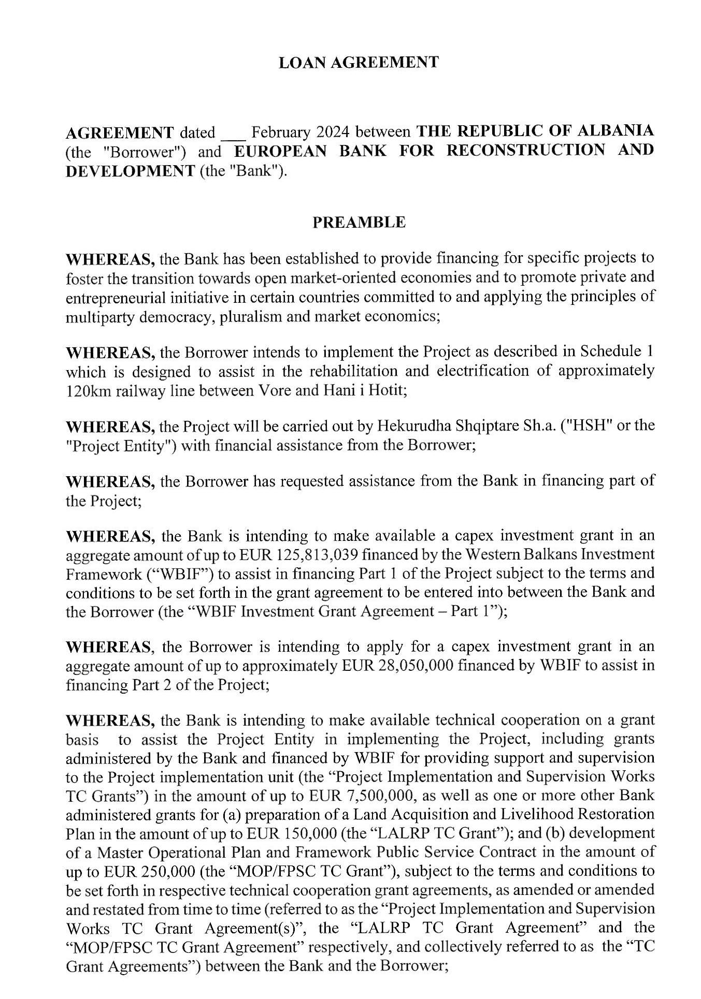 LOAN AGREEMENT
AGREEMENT dated ___ February 2024 between THE REPUBLIC OF ALBANIA
(the "Borrower") and EUROPEAN BANK FOR RECONSTRUCTION AND
DEVELOPMENT (the "Bank").
PREAMBLE
WHEREAS, the Bank has been established to provide financing for specific projects to
foster the transition towards open market-oriented economies and to promote private and
entrepreneurial initiative in certain countries committed to and applying the principles of
multiparty democracy, pluralism and market economics;
WHEREAS, the Borrower intends to implement the Project as described in Schedule 1
which is designed to assist in the rehabilitation and electrification of approximately
120km railway line between Vore and Hani i Hotit;
WHEREAS, the Project will be carried out by Hekurudha Shqiptare Sh.a. ("HSH" or the
"Project Entity") with financial assistance from the Borrower;
WHEREAS, the Borrower has requested assistance from the Bank in financing part of
the Project;
WHEREAS, the Bank is intending to make available a capex investment grant in an
aggregate amount of up to EUR 125,813,039 financed by the Western Balkans Investment
Framework (“WBIF”) to assist in financing Part 1 of the Project subject to the terms and
conditions to be set forth in the grant agreement to be entered into between the Bank and
the Borrower (the “WBIF Investment Grant Agreement – Part 1”);
WHEREAS, the Borrower is intending to apply for a capex investment grant in an
aggregate amount of up to approximately EUR 28,050,000 financed by WBIF to assist in
financing Part 2 of the Project;
WHEREAS, the Bank is intending to make available technical cooperation on a grant
basis to assist the Project Entity in implementing the Project, including grants
administered by the Bank and financed by WBIF for providing support and supervision
to the Project implementation unit (the “Project Implementation and Supervision Works
TC Grants”) in the amount of up to EUR 7,500,000, as well as one or more other Bank
administered grants for (a) preparation of a Land Acquisition and Livelihood Restoration
Plan in the amount of up to EUR 150,000 (the “LALRP TC Grant”); and (b) development
of a Master Operational Plan and Framework Public Service Contract in the amount of
up to EUR 250,000 (the “MOP/FPSC TC Grant”), subject to the terms and conditions to
be set forth in respective technical cooperation grant agreements, as amended or amended
and restated from time to time (referred to as the “Project Implementation and Supervision
Works TC Grant Agreement(s)”, the “LALRP TC Grant Agreement” and the
“MOP/FPSC TC Grant Agreement” respectively, and collectively referred to as the “TC
Grant Agreements”) between the Bank and the Borrower;